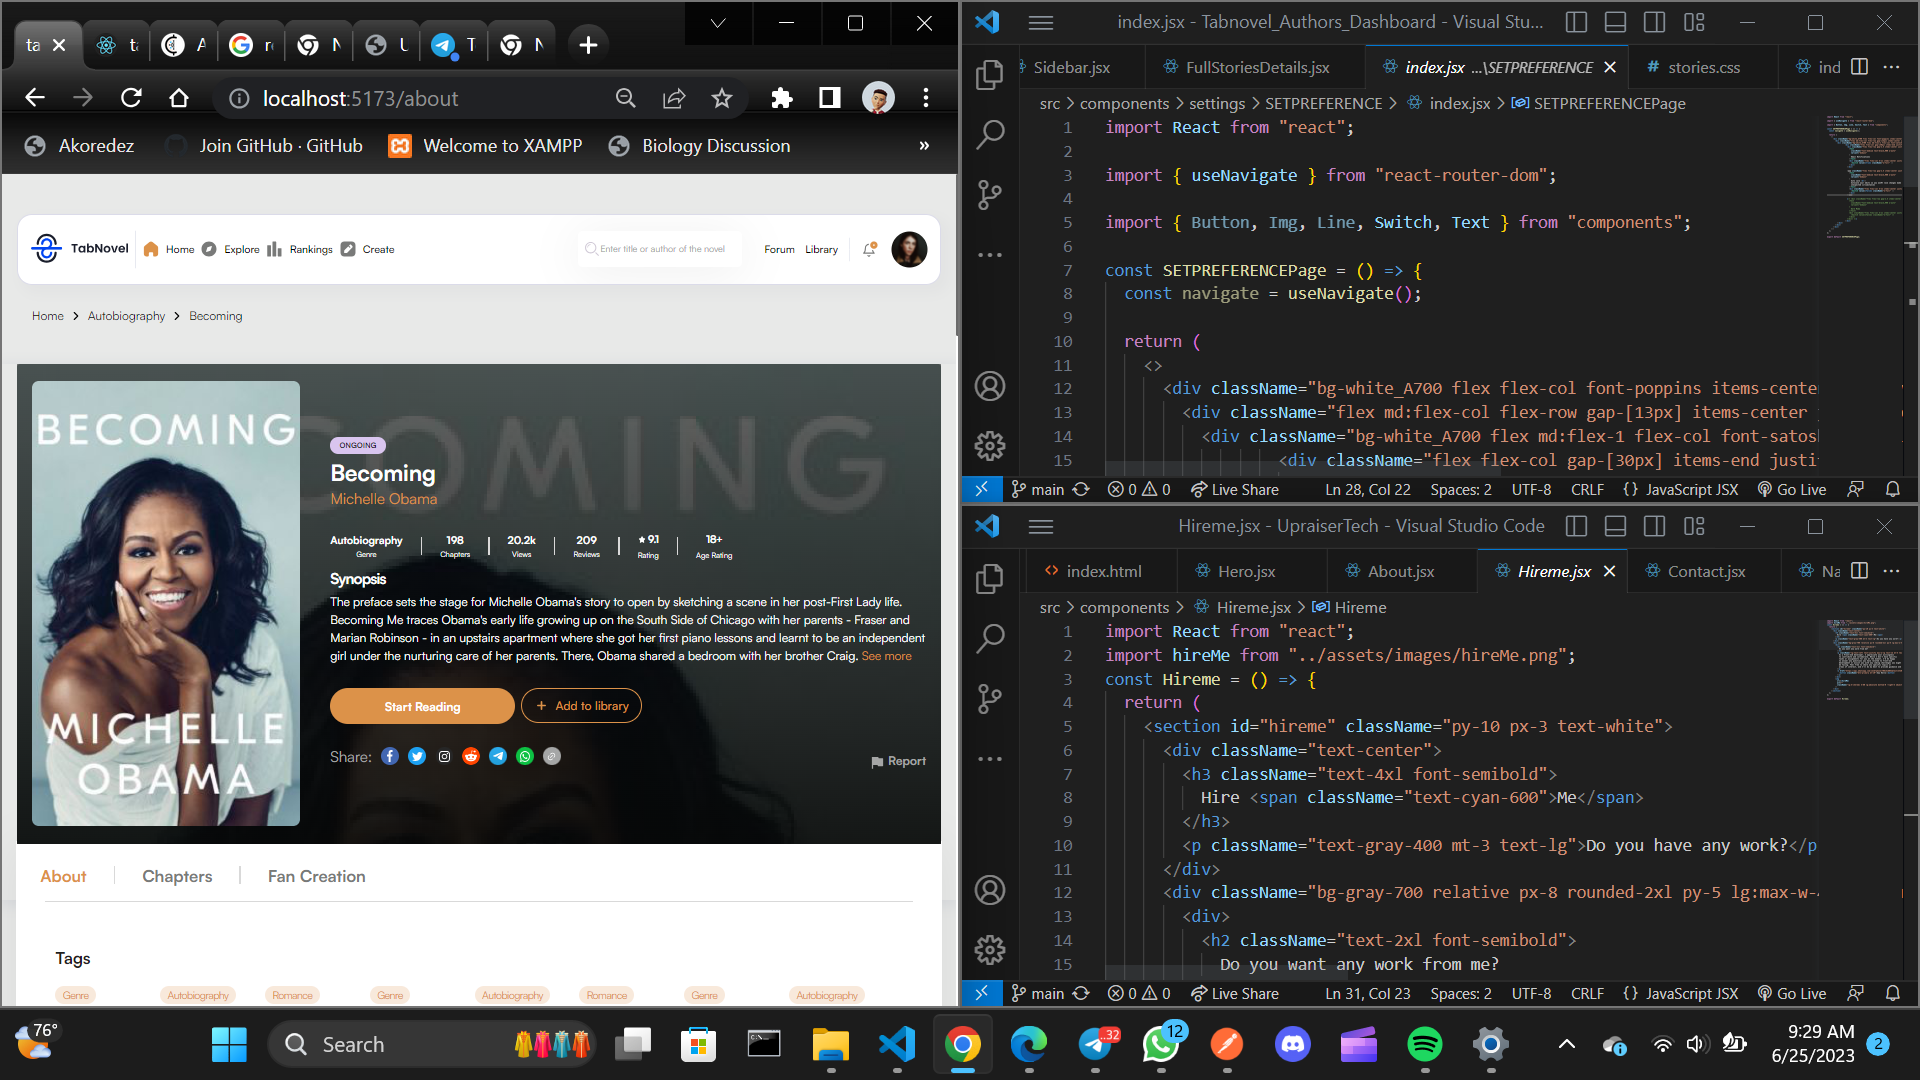 ta
ta
A
re
N
U
T
N
localhost:5173/about
Akoredez
Join GitHub · GitHub
Welcome to XAMPP
Biology Discussion
»
TabNovel
Home
Explore
Rankings
Create
Enter title or author of the novel
Forum
Library
Home > Autobiography > Becoming
BECOMING
MICHELLE
OBAMA
COMING
ONGOING
Becoming
Michelle Obama
Autobiography
Genre
198
Chapters
20.2k
Views
209
Reviews
★ 9.1
Rating
18+
Age Rating
Synopsis
The preface sets the stage for Michelle Obama's story to open by sketching a scene in her post-First Lady life.
Becoming Me traces Obama's early life growing up on the South Side of Chicago with her parents - Fraser and
Marian Robinson - in an upstairs apartment where she got her first piano lessons and learnt to be an independent
girl under the nurturing care of her parents. There, Obama shared a bedroom with her brother Craig. See more
Start Reading
+ Add to library
Share:
Report
About
Chapters
Fan Creation
Tags
Genre
Autobiography
Romance
Genre
Autobiography
Romance
Genre
Autobiography
index.jsx - Tabnovel_Authors_Dashboard - Visual Stu...
Sidebar.jsx
FullStoriesDetails.jsx
index.jsx ...\SETPREFERENCE
# stories.css
ind
src > components > settings > SETPREFERENCE > index.jsx > SETPREFERENCEPage
1 import React from "react";
2
3 import { useNavigate } from "react-router-dom";
4
5 import { Button, Img, Line, Switch, Text } from "components";
6
7 const SETPREFERENCEPage = () => {
8 const navigate = useNavigate();
9
10 return (
11 <>
12 <div className="bg-white_A700 flex flex-col font-poppins items-cente
13 <div className="flex md:flex-col flex-row gap-[13px] items-center
14 <div className="bg-white_A700 flex md:flex-1 flex-col font-satos
15 <div className="flex flex-col gap-[30px] items-end justi
main
0
0
Live Share
Ln 28, Col 22
Spaces: 2
UTF-8
CRLF
{} JavaScript JSX
Go Live
Hireme.jsx - UpraiserTech - Visual Studio Code
<> index.html
Hero.jsx
About.jsx
Hireme.jsx
Contact.jsx
Na
src > components > Hireme.jsx > Hireme
1 import React from "react";
2 import hireMe from "../assets/images/hireMe.png";
3 const Hireme = () => {
4 return (
5 <section id="hireme" className="py-10 px-3 text-white">
6 <div className="text-center">
7 <h3 className="text-4xl font-semibold">
8 Hire <span className="text-cyan-600">Me</span>
9 </h3>
10 <p className="text-gray-400 mt-3 text-lg">Do you have any work?</p
11 </div>
12 <div className="bg-gray-700 relative px-8 rounded-2xl py-5 lg:max-w-4
13 <div>
14 <h2 className="text-2xl font-semibold">
15 Do you want any work from me?
main
0
0
Live Share
Ln 31, Col 23
Spaces: 2
UTF-8
CRLF
{} JavaScript JSX
Go Live
76°
Search
..32
12
9:29 AM
6/25/2023
2